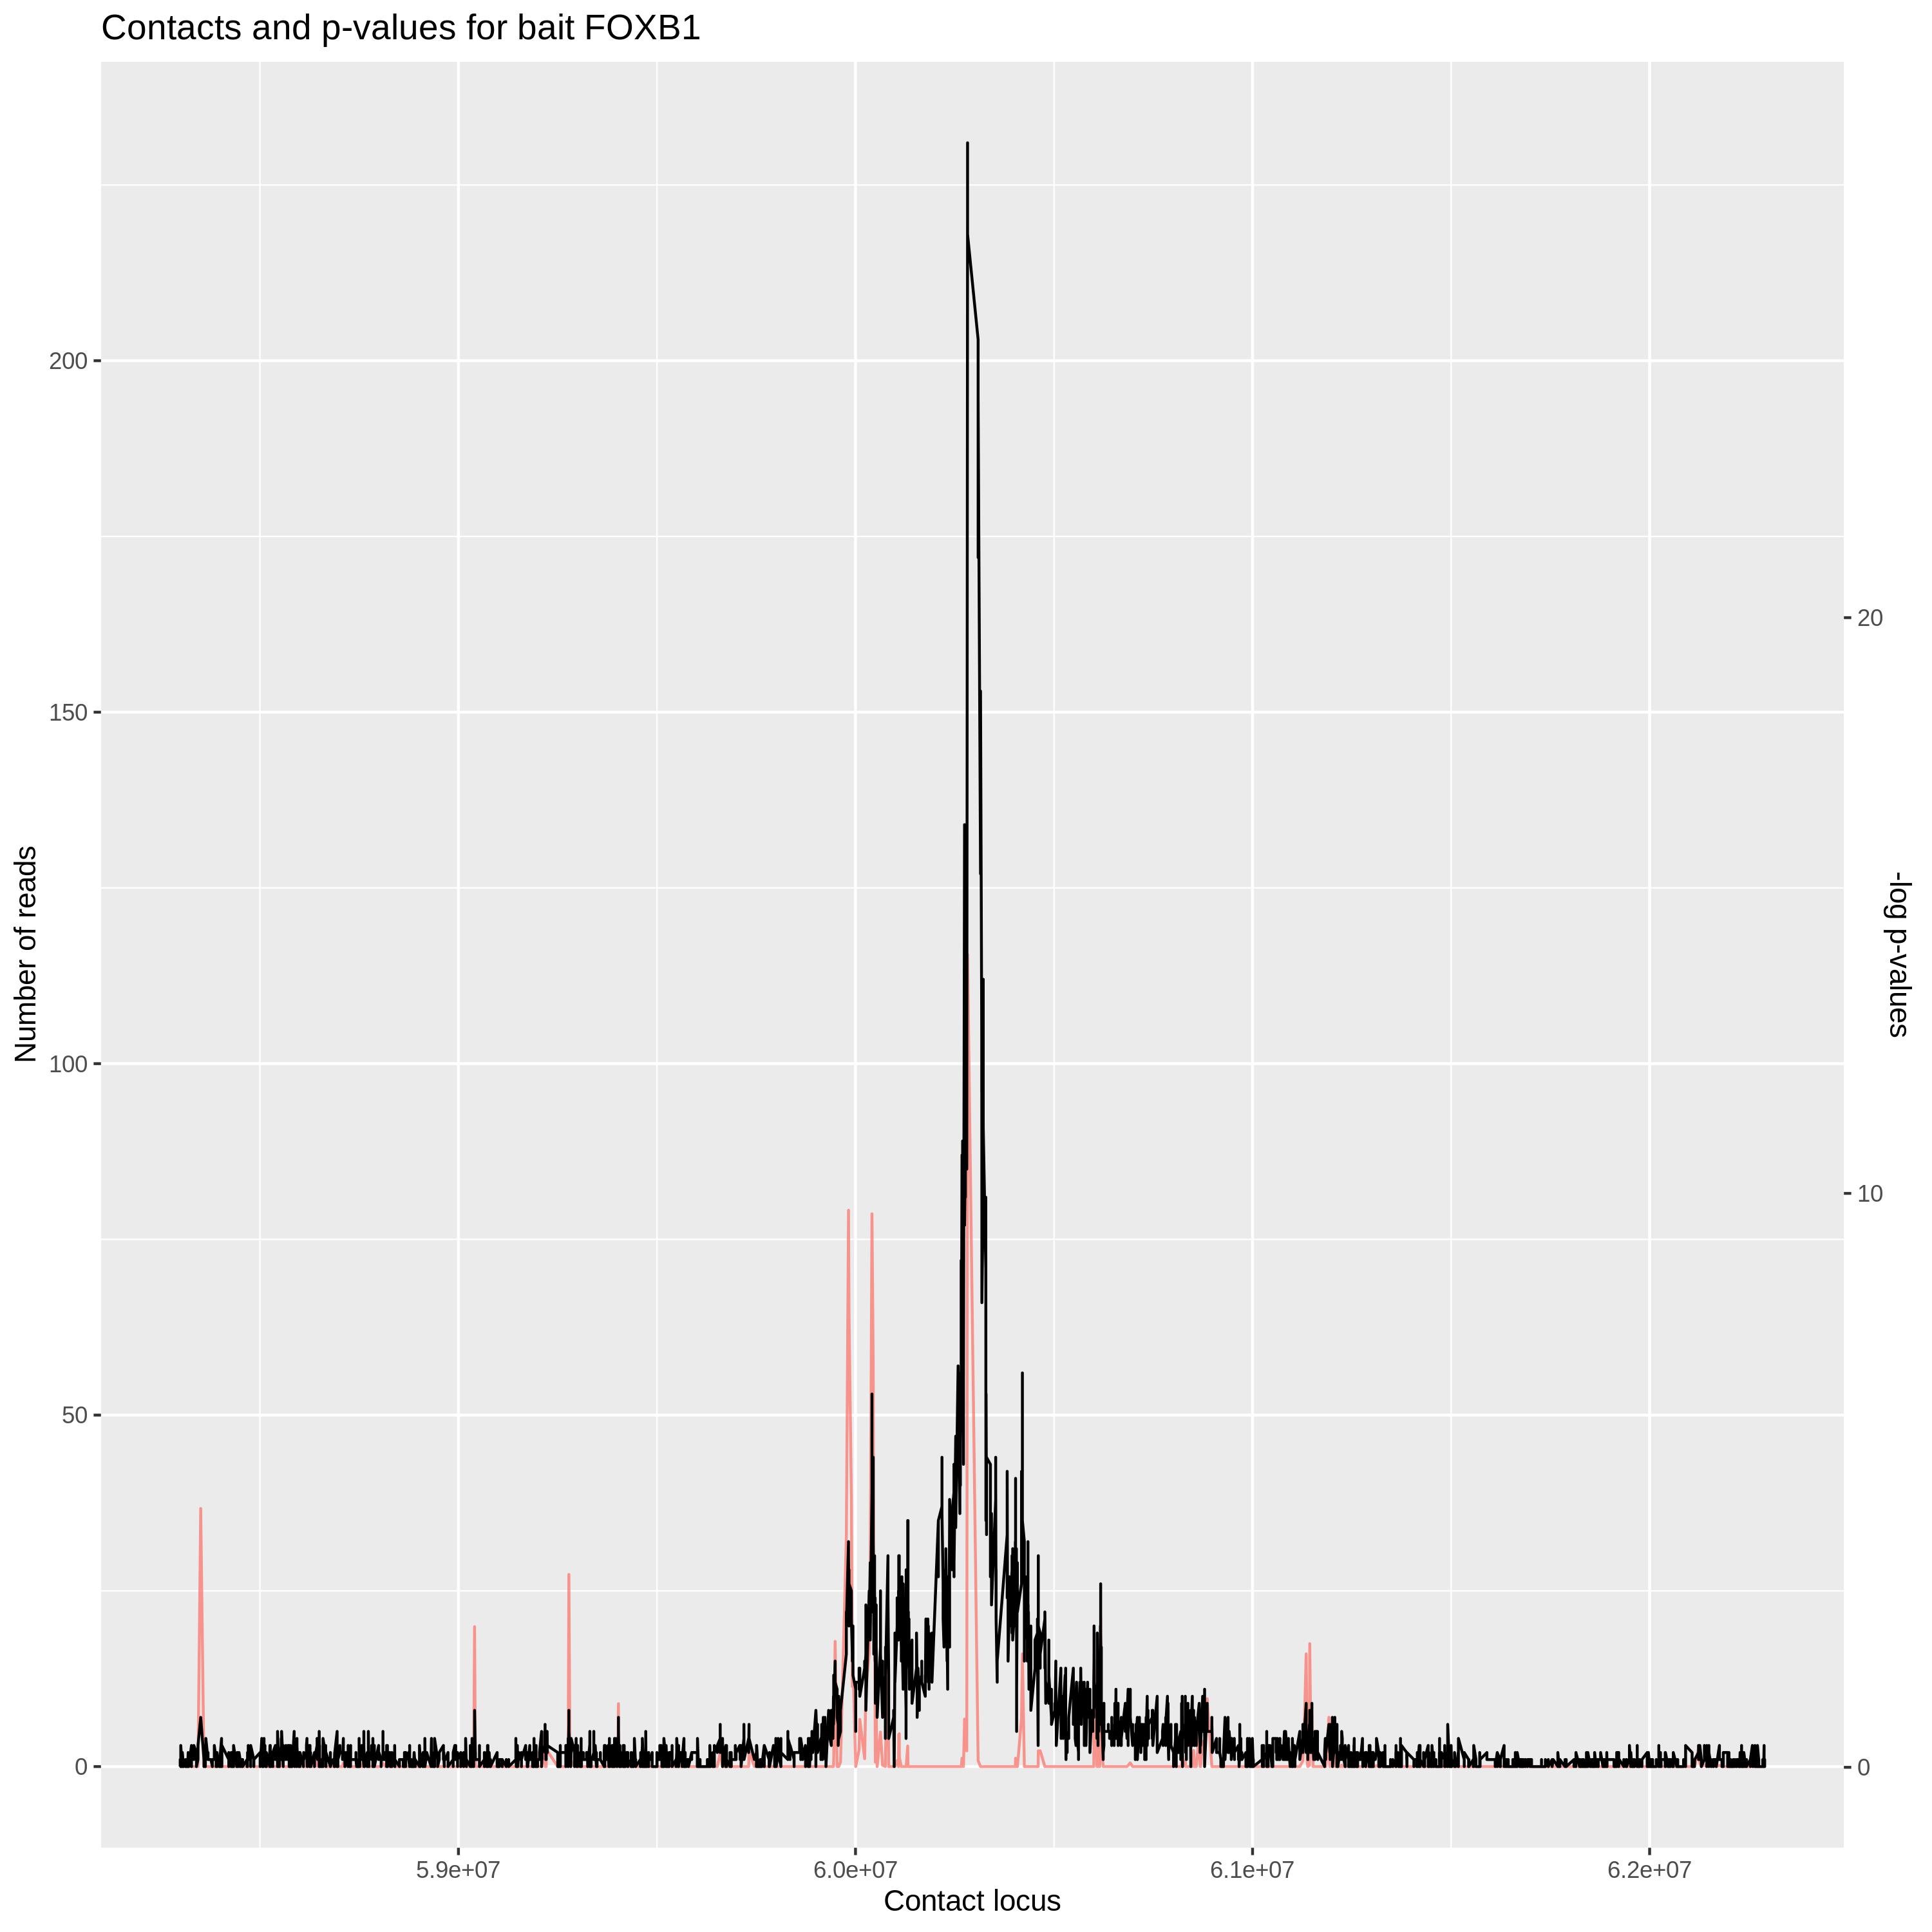 Contacts and p-values for bait FOXB1
200
150
100
50
0
Number of reads
20
10
0
-log p-values
5.9e+07
6.0e+07
6.1e+07
6.2e+07
Contact locus